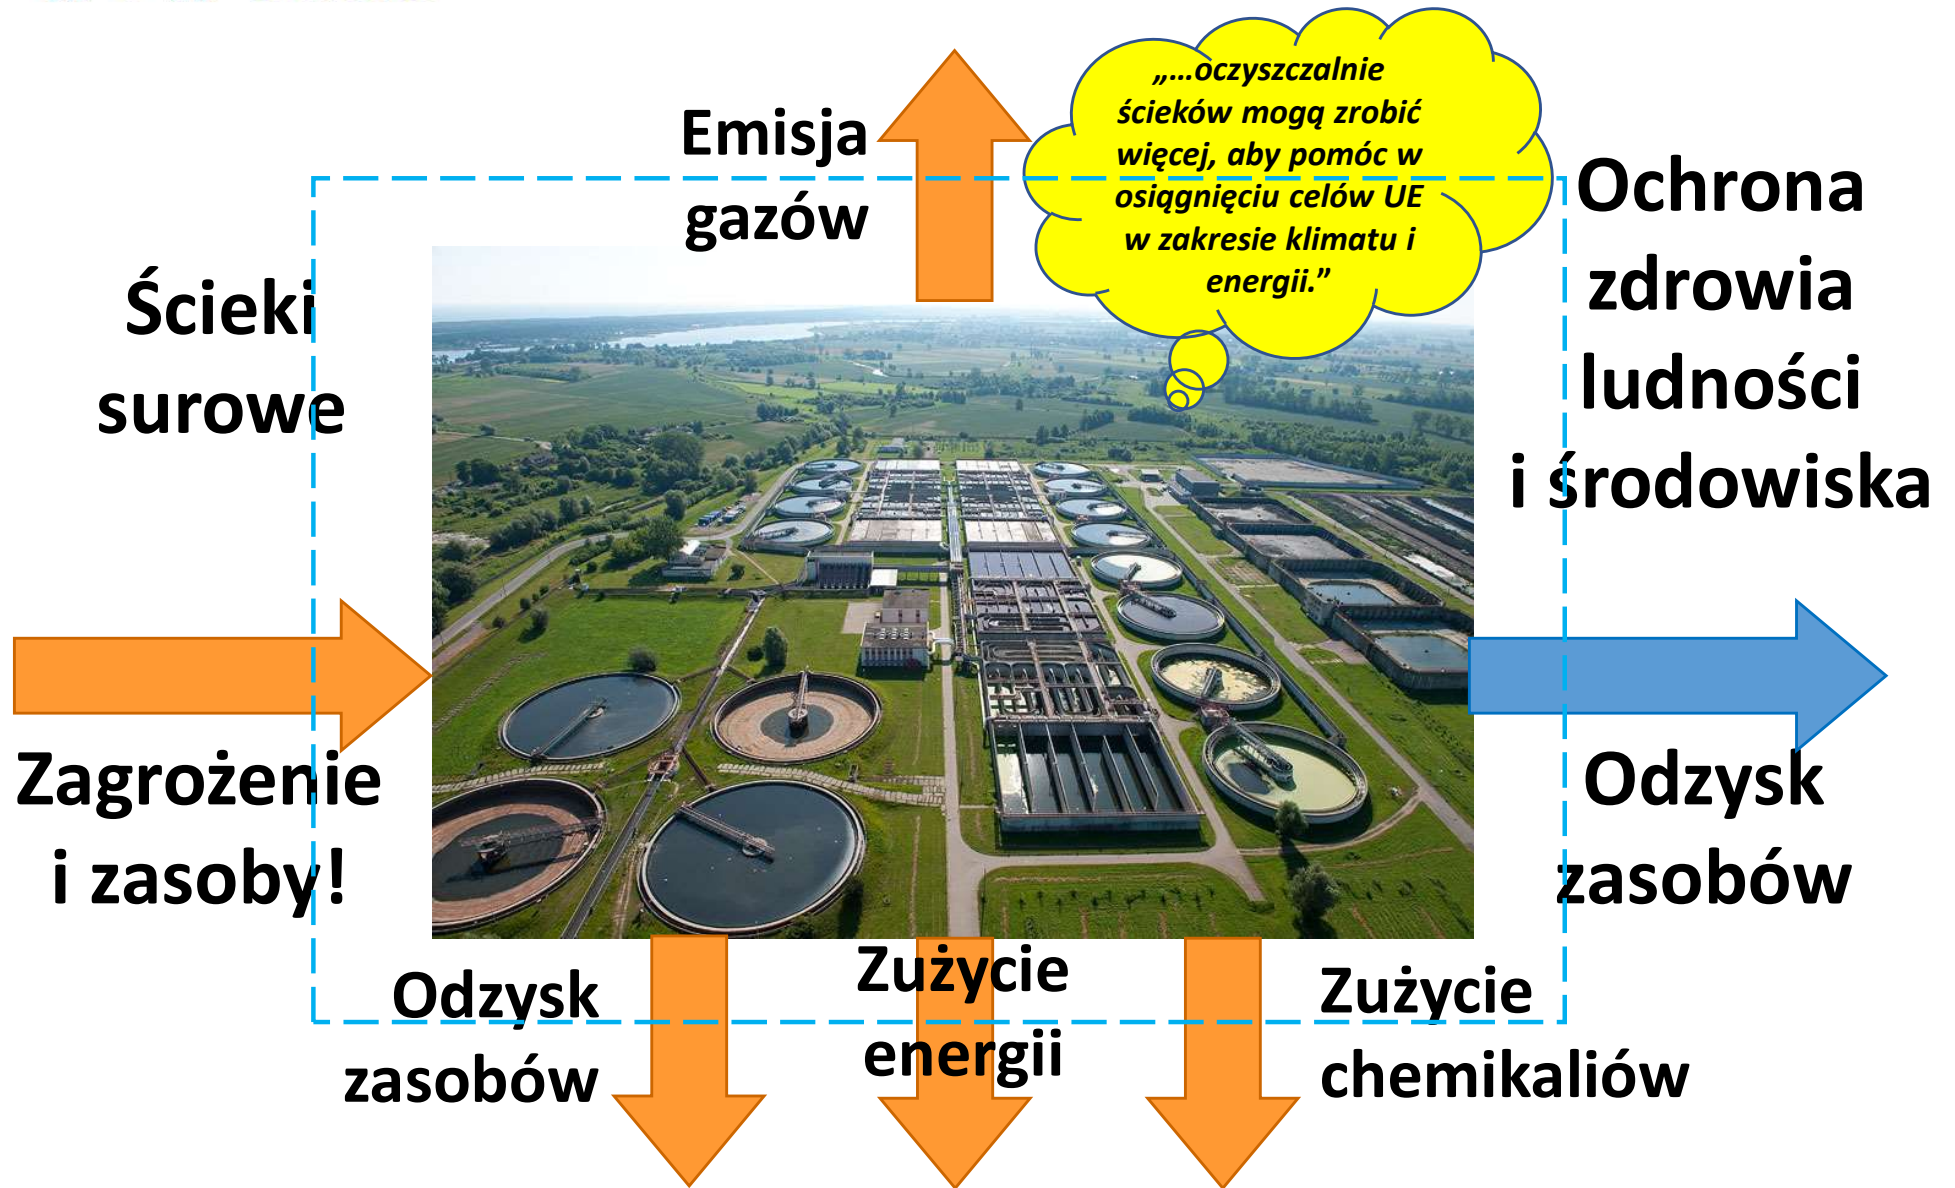 „…oczyszczalnie
ścieków mogą zrobić
więcej, aby pomóc w
osiągnięciu celów UE
w zakresie klimatu i
energii.”
Emisja
gazów
Ochrona
zdrowia
ludności
i środowiska
Ścieki
surowe
Zagrożenie
i zasoby!
Odzysk
zasobów
Odzysk
zasobów
Zużycie
energii
Zużycie
chemikaliów